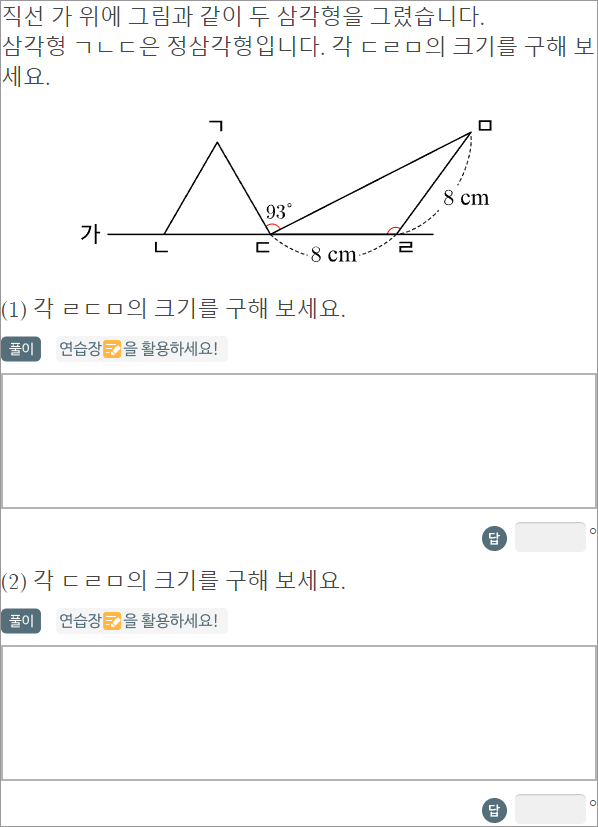 직선 가 위에 그림과 같이 두 삼각형을 그렸습니다.
삼각형 ㄱㄴㄷ은 정삼각형입니다. 각 ㄷㄹㅁ의 크기를 구해 보
세요.
ㄱ
ㅁ
93°
8 cm
가
ㄴ
ㄷ
8 cm
ㄹ
(1) 각 ㄹㄷㅁ의 크기를 구해 보세요.
풀이 연습장을 활용하세요!
답 °
(2) 각 ㄷㄹㅁ의 크기를 구해 보세요.
풀이 연습장을 활용하세요!
답 °